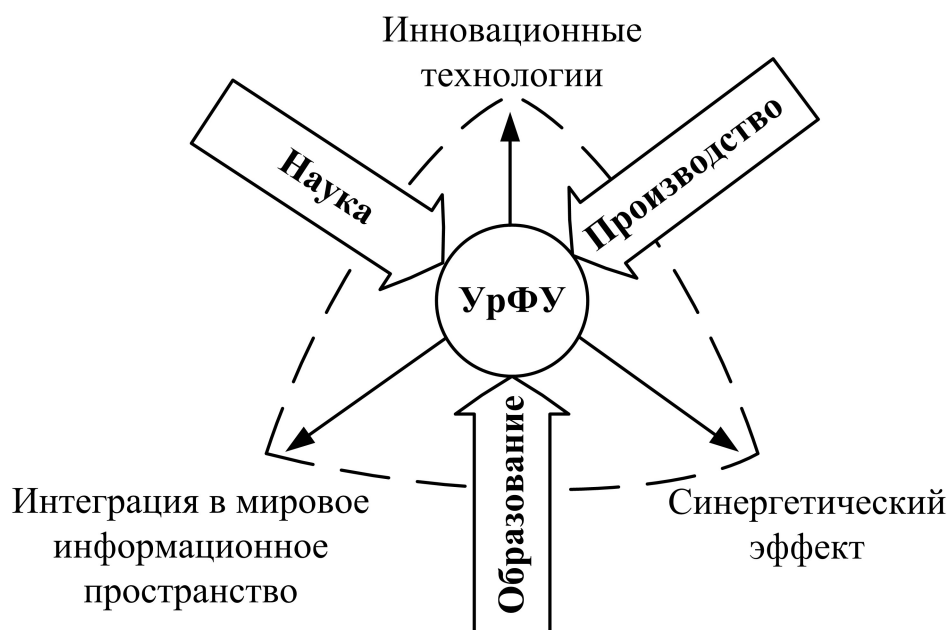 Инновационные
технологии
Наука
Производство
УрФУ
Образование
Интеграция в мировое
информационное
пространство
Синергетический
эффект